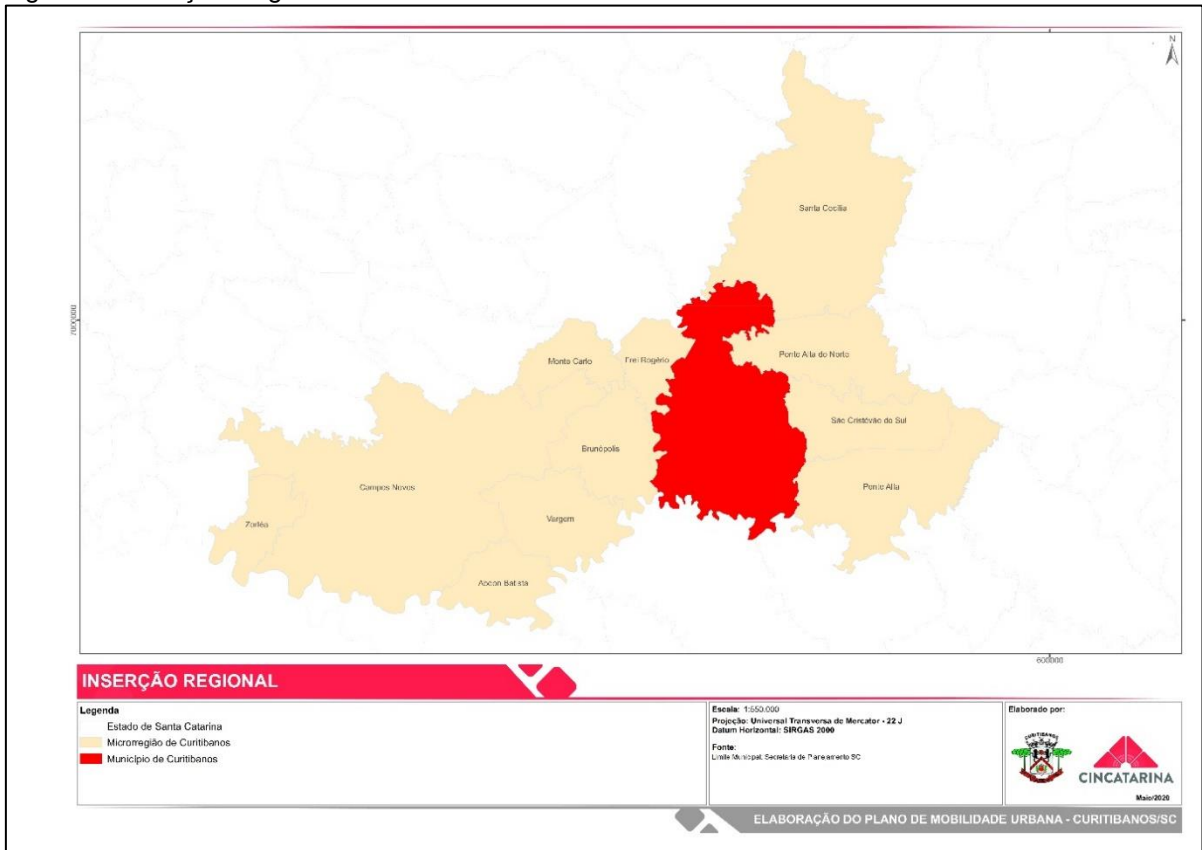 N
Santa Cecília
7000000
Monte Carlo
Frei Rogério
Ponte Alta do Norte
São Cristóvão do Sul
Brunópolis
Campos Novos
Ponte Alta
Vargem
Zortéa
Abdon Batista
600000
INSERÇÃO REGIONAL
Legenda
Estado de Santa Catarina
Microrregião de Curitibanos
Município de Curitibanos
Escala: 1:550.000
Projeção: Universal Transversa de Mercator - 22 J
Datum Horizontal: SIRGAS 2000
Fonte:
Limite Municipal: Secretaria de Planejamento SC
Elaborado por:
CURITIBANOS
CINCATARINA
Maio/2020
ELABORAÇÃO DO PLANO DE MOBILIDADE URBANA - CURITIBANOS/SC